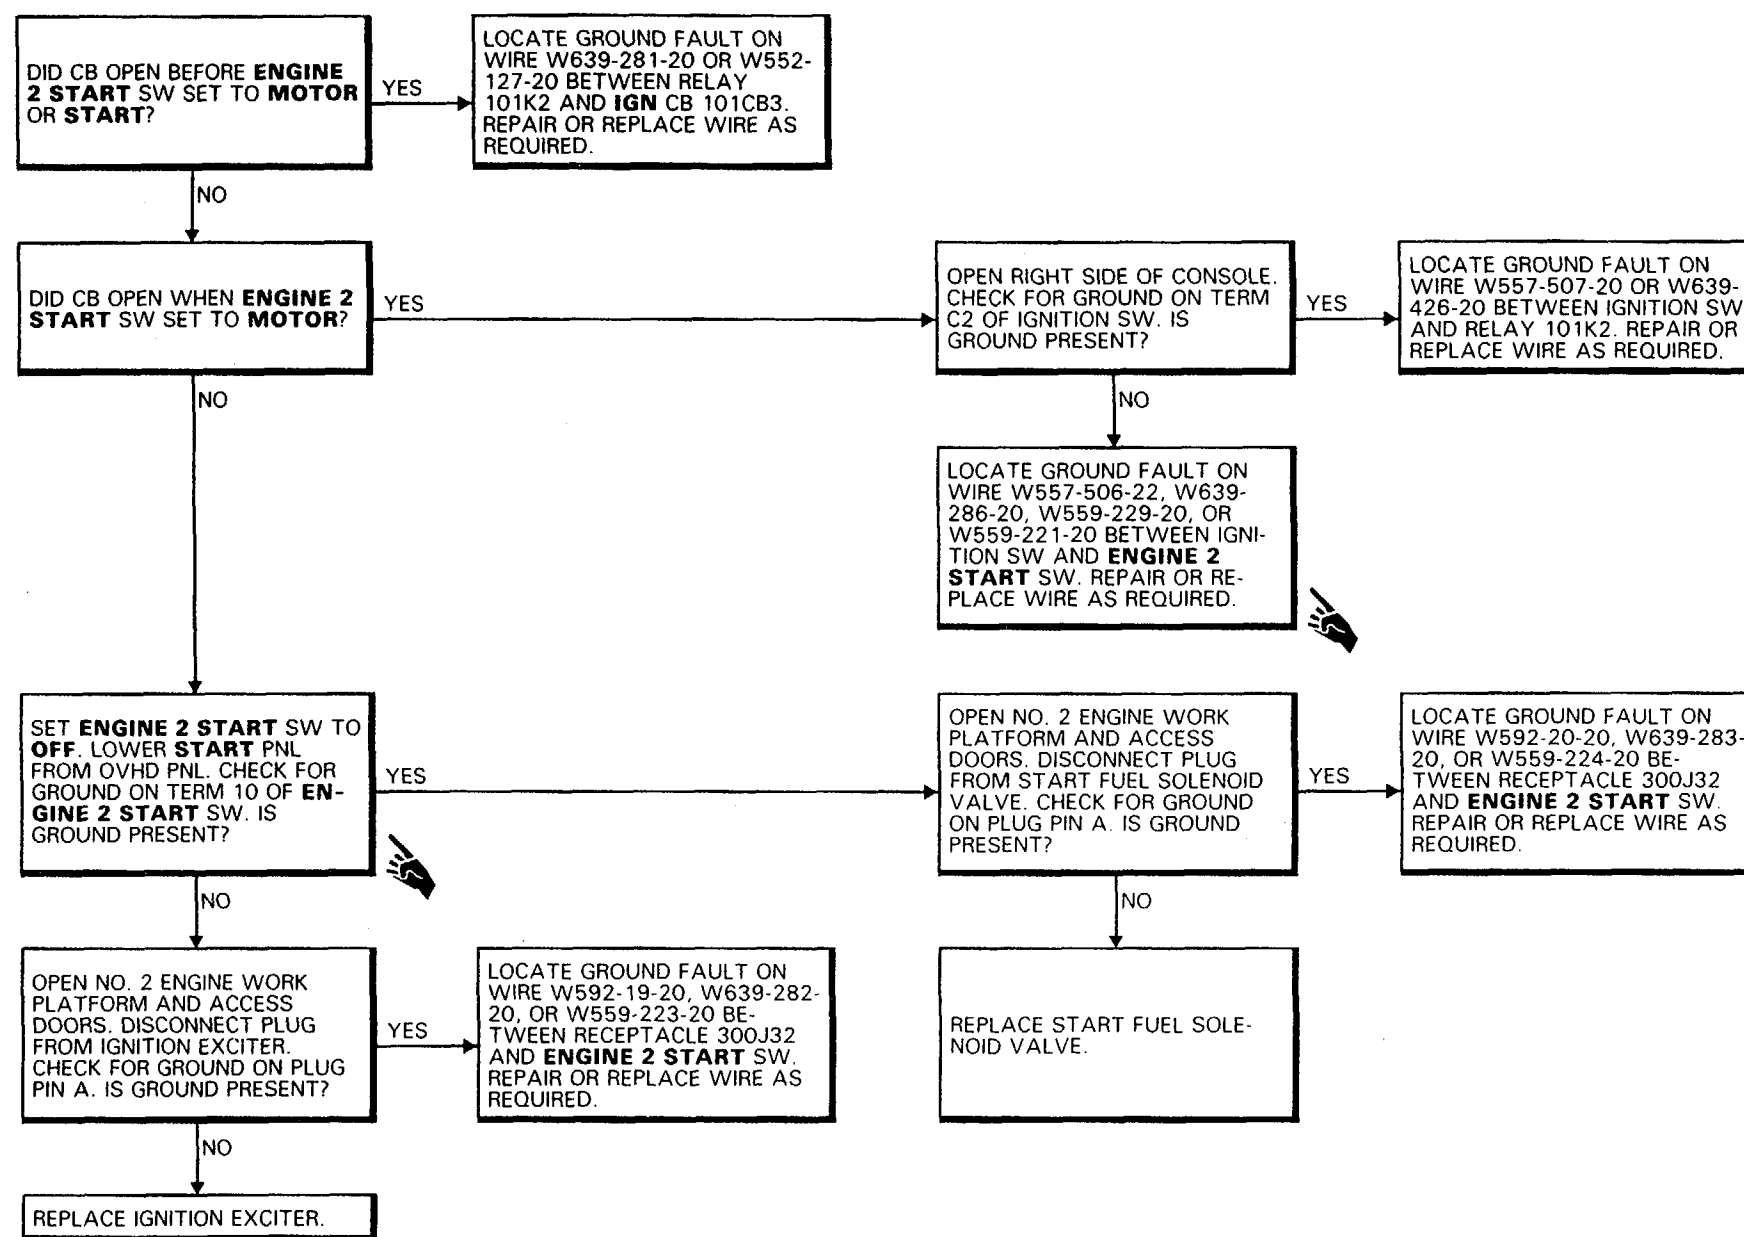 DID CB OPEN BEFORE ENGINE
2 START SW SET TO MOTOR
OR START?
YES
LOCATE GROUND FAULT ON
WIRE W639-281-20 OR W552-
127-20 BETWEEN RELAY
101K2 AND IGN CB 101CB3.
REPAIR OR REPLACE WIRE AS
REQUIRED.
NO
DID CB OPEN WHEN ENGINE 2
START SW SET TO MOTOR?
YES
OPEN RIGHT SIDE OF CONSOLE.
CHECK FOR GROUND ON TERM
C2 OF IGNITION SW. IS
GROUND PRESENT?
YES
LOCATE GROUND FAULT ON
WIRE W557-507-20 OR W639-
426-20 BETWEEN IGNITION SW
AND RELAY 101K2. REPAIR OR
REPLACE WIRE AS REQUIRED.
NO
NO
LOCATE GROUND FAULT ON
WIRE W557-506-22, W639-
286-20, W559-229-20, OR
W559-221-20 BETWEEN IGNI-
TION SW AND ENGINE 2
START SW. REPAIR OR RE-
PLACE WIRE AS REQUIRED.
SET ENGINE 2 START SW TO
OFF. LOWER START PNL
FROM OVHD PNL. CHECK FOR
GROUND ON TERM 10 OF EN-
GINE 2 START SW. IS
GROUND PRESENT?
YES
OPEN NO. 2 ENGINE WORK
PLATFORM AND ACCESS
DOORS. DISCONNECT PLUG
FROM START FUEL SOLENOID
VALVE. CHECK FOR GROUND
ON PLUG PIN A. IS GROUND
PRESENT?
YES
LOCATE GROUND FAULT ON
WIRE W592-20-20, W639-283-
20, OR W559-224-20 BE-
TWEEN RECEPTACLE 300J32
AND ENGINE 2 START SW.
REPAIR OR REPLACE WIRE AS
REQUIRED.
NO
NO
OPEN NO. 2 ENGINE WORK
PLATFORM AND ACCESS
DOORS. DISCONNECT PLUG
FROM IGNITION EXCITER.
CHECK FOR GROUND ON PLUG
PIN A. IS GROUND PRESENT?
YES
LOCATE GROUND FAULT ON
WIRE W592-19-20, W639-282-
20, OR W559-223-20 BE-
TWEEN RECEPTACLE 300J32
AND ENGINE 2 START SW.
REPAIR OR REPLACE WIRE AS
REQUIRED.
REPLACE START FUEL SOLE-
NOID VALVE.
NO
REPLACE IGNITION EXCITER.